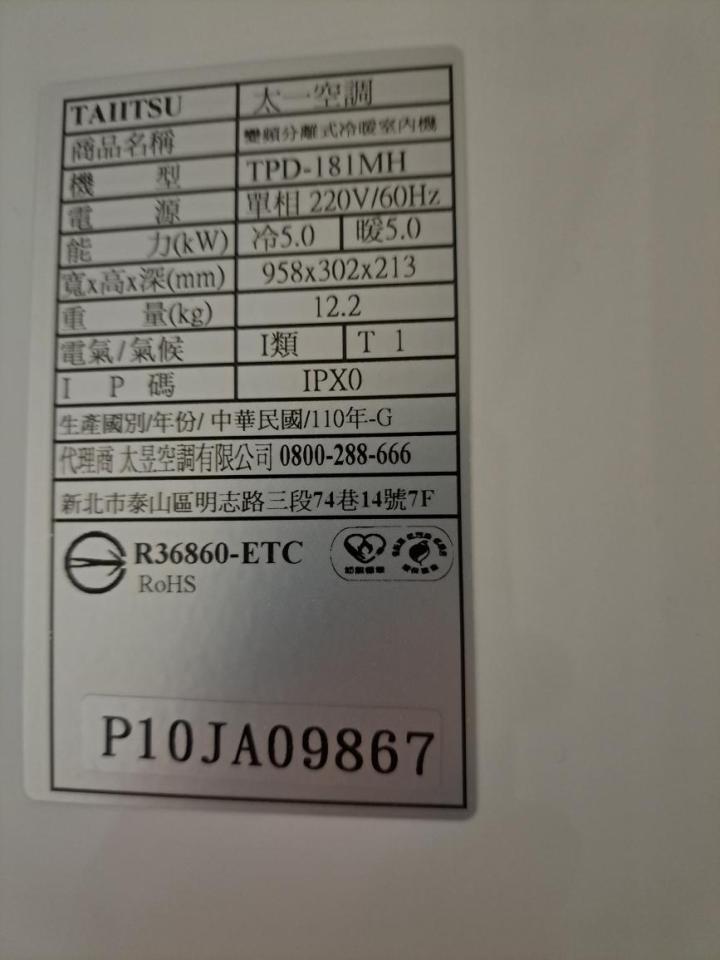 TAIITSU 太一空調
商品名稱 變頻分離式冷暖室內機
機 型 TPD-181MH
電 源 單相 220V/60Hz
能 力(kW) 冷5.0 暖5.0
寬x高x深(mm) 958x302x213
重 量(kg) 12.2
電氣/氣候 I類 T 1
I P 碼 IPX0
生產國別/年份/ 中華民國/110年-G
代理商 太昱空調有限公司 0800-288-666
新北市泰山區明志路三段74巷14號7F
R36860-ETC
RoHS
P10JA09867